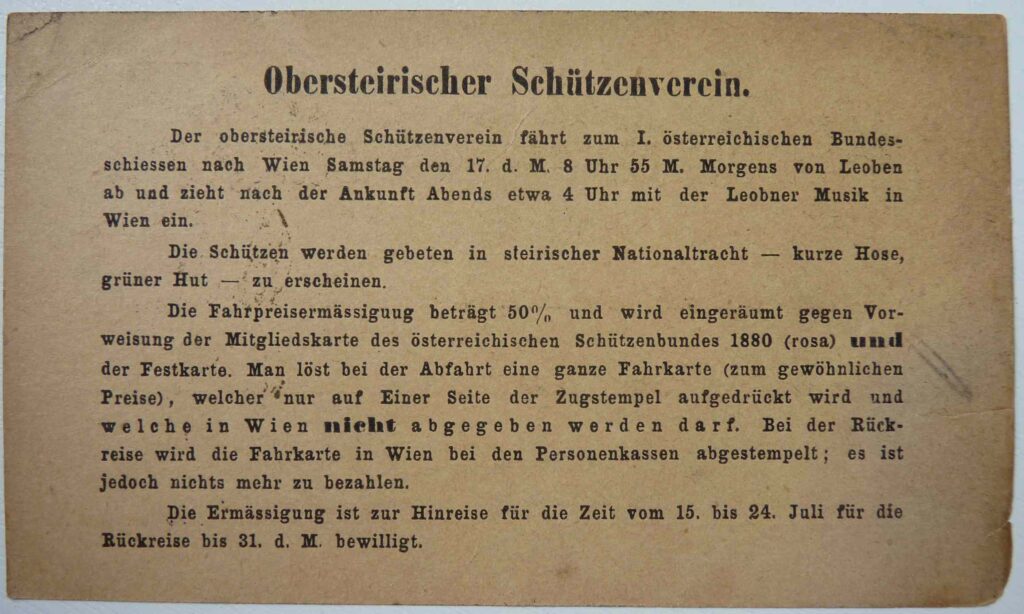 Obersteirischer Schützenverein.
Der obersteirische Schützenverein fährt zum I. österreichischen Bundes-
schiessen nach Wien Samstag den 17. d. M. 8 Uhr 55 M. Morgens von Leoben
ab und zieht nach der Ankunft Abends etwa 4 Uhr mit der Leobner Musik in
Wien ein.
Die Schützen werden gebeten in steirischer Nationaltracht — kurze Hose,
grüner Hut — zu erscheinen.
Die Fahrpreisermässiguug beträgt 50% und wird eingeräumt gegen Vor-
weisung der Mitgliedskarte des österreichischen Schützenbundes 1880 (rosa) und
der Festkarte. Man löst bei der Abfahrt eine ganze Fahrkarte (zum gewöhnlichen
Preise), welcher nur auf Einer Seite der Zugstempel aufgedrückt wird und
welche in Wien nicht abgegeben werden darf. Bei der Rück-
reise wird die Fahrkarte in Wien bei den Personenkassen abgestempelt; es ist
jedoch nichts mehr zu bezahlen.
Die Ermässigung ist zur Hinreise für die Zeit vom 15. bis 24. Juli für die
Rückreise bis 31. d. M. bewilligt.